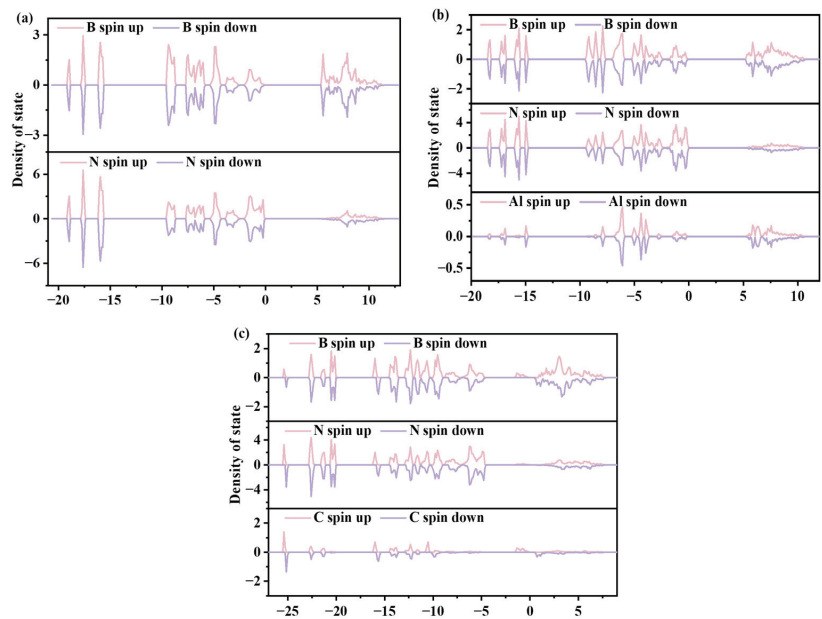 (a)
B spin up B spin down
3
0
−3
Density of state
N spin up N spin down
6
0
−6
−20 −15 −10 −5 0 5 10
(b)
B spin up B spin down
2
0
−2
Density of state
N spin up N spin down
4
0
−4
Al spin up Al spin down
0.5
0.0
−0.5
−20 −15 −10 −5 0 5 10
(c)
B spin up B spin down
2
0
−2
Density of state
N spin up N spin down
4
0
−4
C spin up C spin down
2
0
−2
−25 −20 −15 −10 −5 0 5